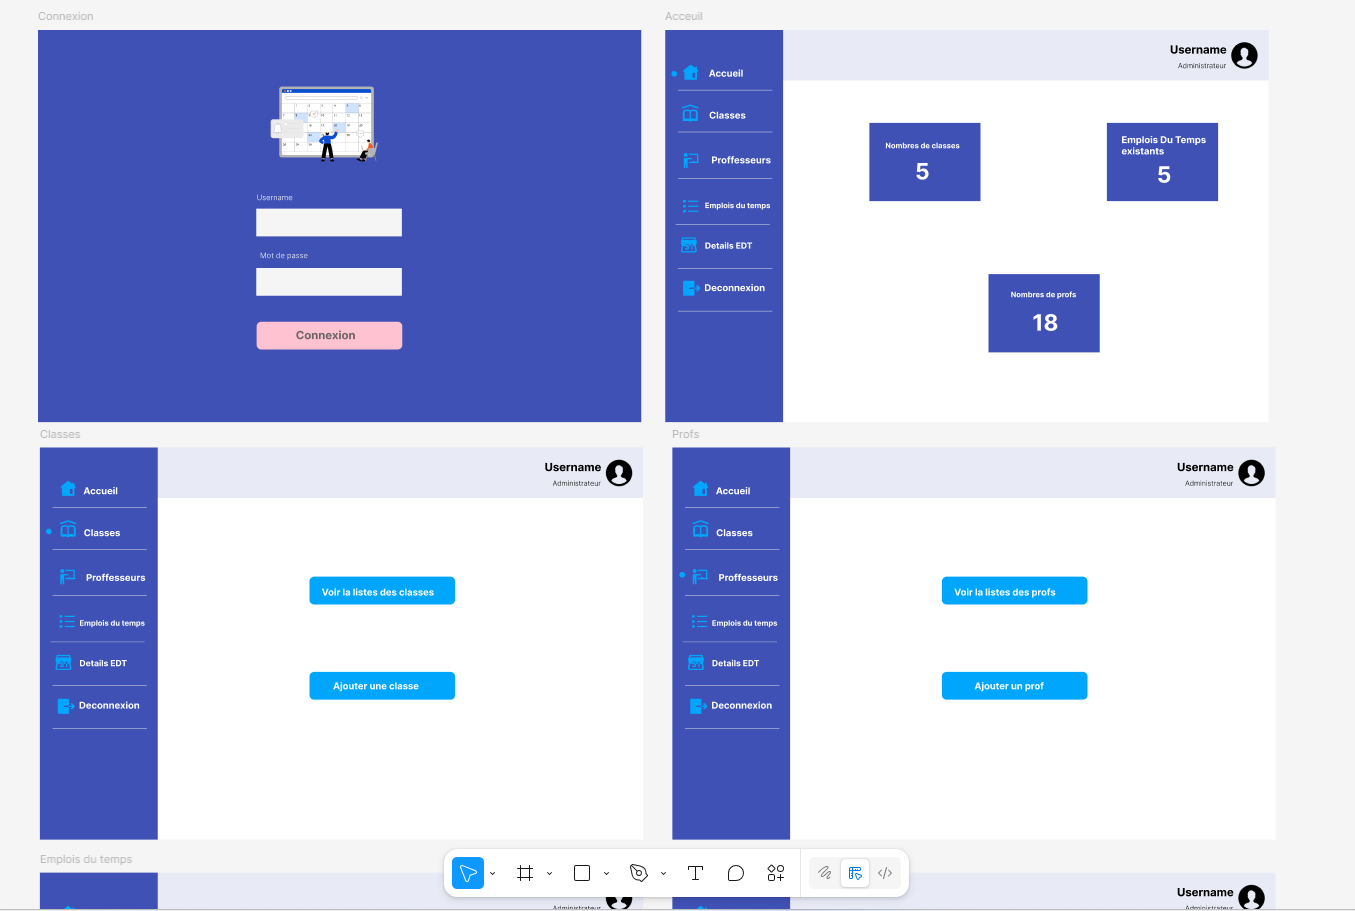 Connexion
Username
Mot de passe
Connexion
Acceuil
Username
Administrateur
Accueil
Classes
Proffesseurs
Emplois du temps
Details EDT
Deconnexion
Nombres de classes
5
Emplois Du Temps
existants
5
Nombres de profs
18
Classes
Username
Administrateur
Accueil
Classes
Proffesseurs
Emplois du temps
Details EDT
Deconnexion
Voir la listes des classes
Ajouter une classe
Profs
Username
Administrateur
Accueil
Classes
Proffesseurs
Emplois du temps
Details EDT
Deconnexion
Voir la listes des profs
Ajouter un prof
Emplois du temps
Administrateur
Username
Administrateur